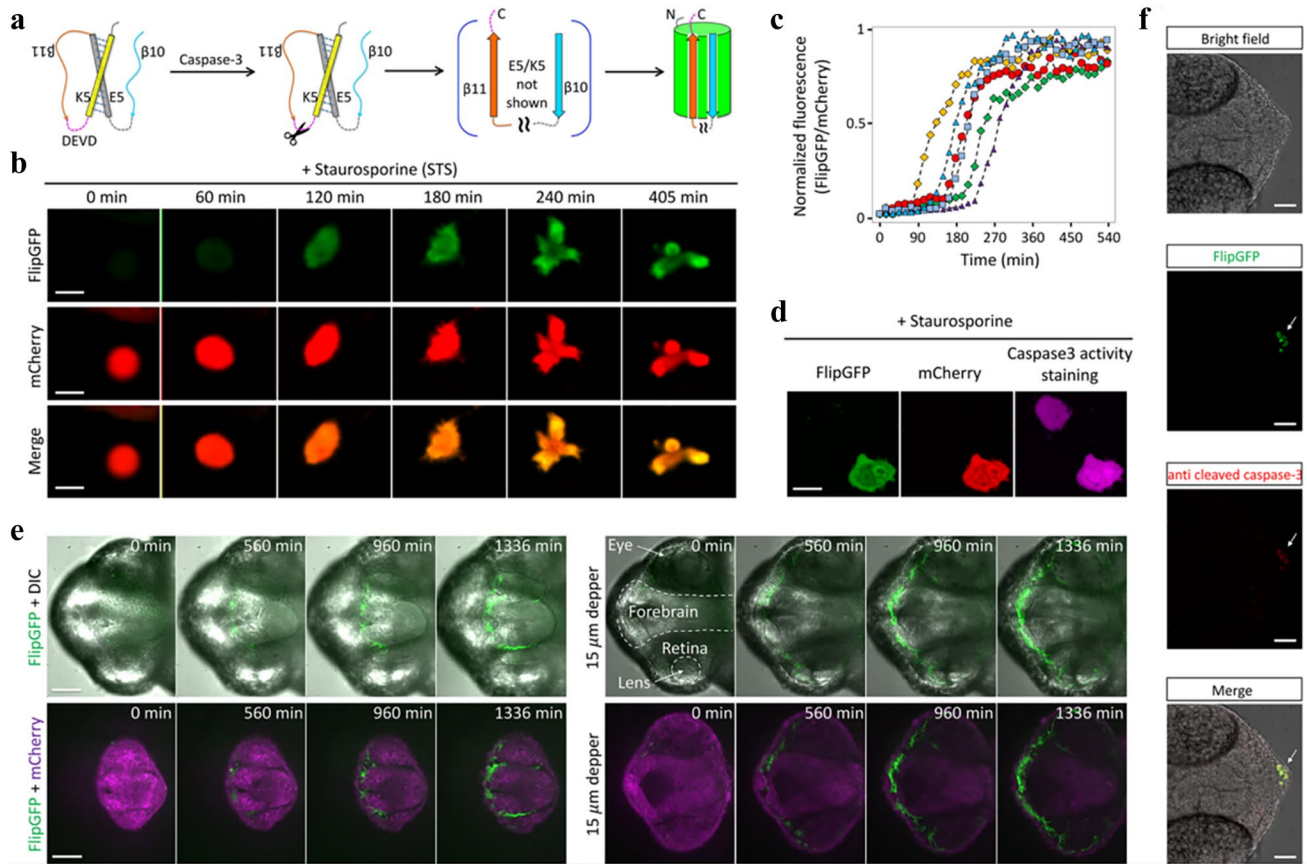 a
β11
β10
K5
E5
DEVD
Caspase-3
β11
β10
K5
E5
C
β11
E5/K5
not
shown
β10
N
C
b
+ Staurosporine (STS)
0 min
60 min
120 min
180 min
240 min
405 min
FlipGFP
mCherry
Merge
c
Normalized fluorescence
(FlipGFP/mCherry)
1
0.5
0
0
90
180
270
360
450
540
Time (min)
d
+ Staurosporine
FlipGFP
mCherry
Caspase3 activity
staining
e
FlipGFP + DIC
0 min
560 min
960 min
1336 min
FlipGFP + mCherry
0 min
560 min
960 min
1336 min
15 μm depper
Eye
0 min
560 min
960 min
1336 min
Forebrain
Retina
Lens
15 μm depper
0 min
560 min
960 min
1336 min
f
Bright field
FlipGFP
anti cleaved caspase-3
Merge